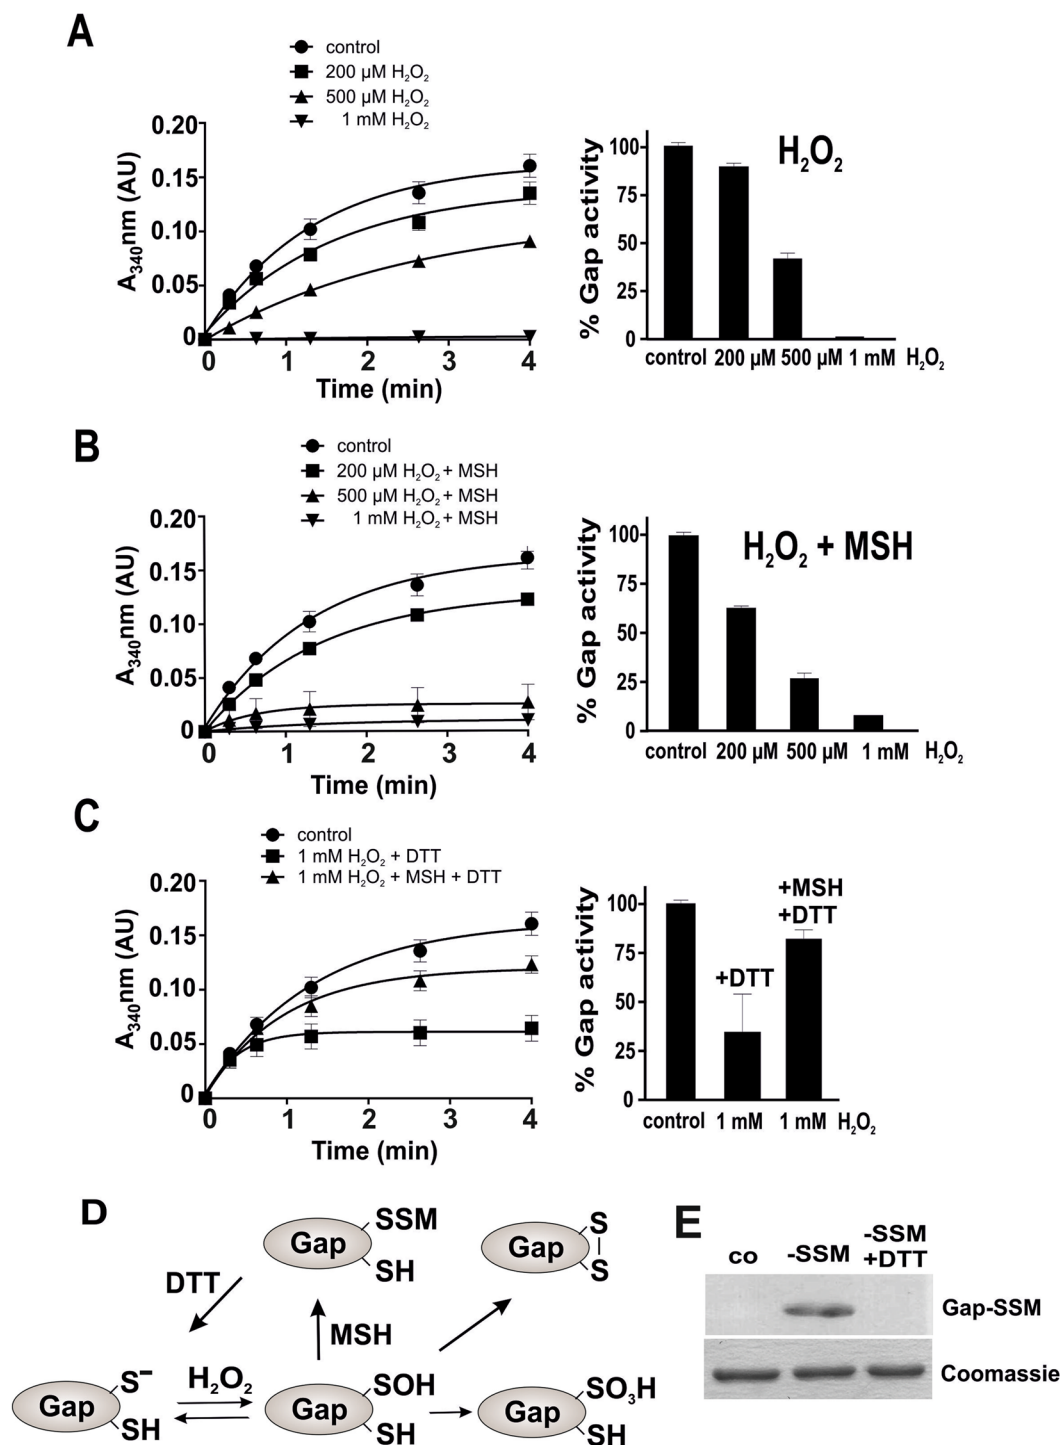 A
control
200 µM H₂O₂
500 µM H₂O₂
1 mM H₂O₂
A₃₄₀nm (AU)
0.20
0.15
0.10
0.05
0
0 1 2 3 4
Time (min)
% Gap activity
100
75
50
25
0
H₂O₂
control 200 µM 500 µM 1 mM H₂O₂
B
control
200 µM H₂O₂ + MSH
500 µM H₂O₂ + MSH
1 mM H₂O₂ + MSH
A₃₄₀nm (AU)
0.20
0.15
0.10
0.05
0
0 1 2 3 4
Time (min)
% Gap activity
100
75
50
25
0
H₂O₂ + MSH
control 200 µM 500 µM 1 mM H₂O₂
C
control
1 mM H₂O₂ + DTT
1 mM H₂O₂ + MSH + DTT
A₃₄₀nm (AU)
0.20
0.15
0.10
0.05
0
0 1 2 3 4
Time (min)
% Gap activity
100
75
50
25
0
+DTT
+MSH
+DTT
control 1 mM 1 mM H₂O₂
D
Gap
SSM
SH
Gap
S
S
DTT
MSH
Gap
S⁻
SH
H₂O₂
Gap
SOH
SH
Gap
SO₃H
SH
E
co
-SSM
-SSM
+DTT
Gap-SSM
Coomassie